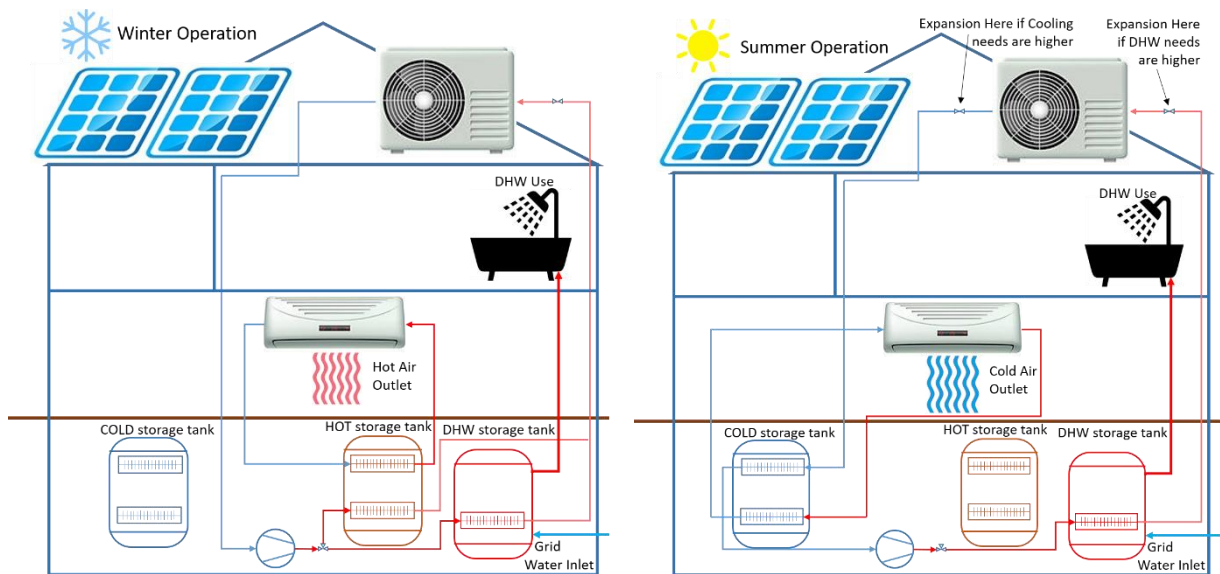 Winter Operation
DHW Use
Hot Air
Outlet
COLD storage tank
HOT storage tank
DHW storage tank
Grid
Water Inlet
Summer Operation
Expansion Here if Cooling
needs are higher
Expansion Here
if DHW needs
are higher
DHW Use
Cold Air
Outlet
COLD storage tank
HOT storage tank
DHW storage tank
Grid
Water Inlet